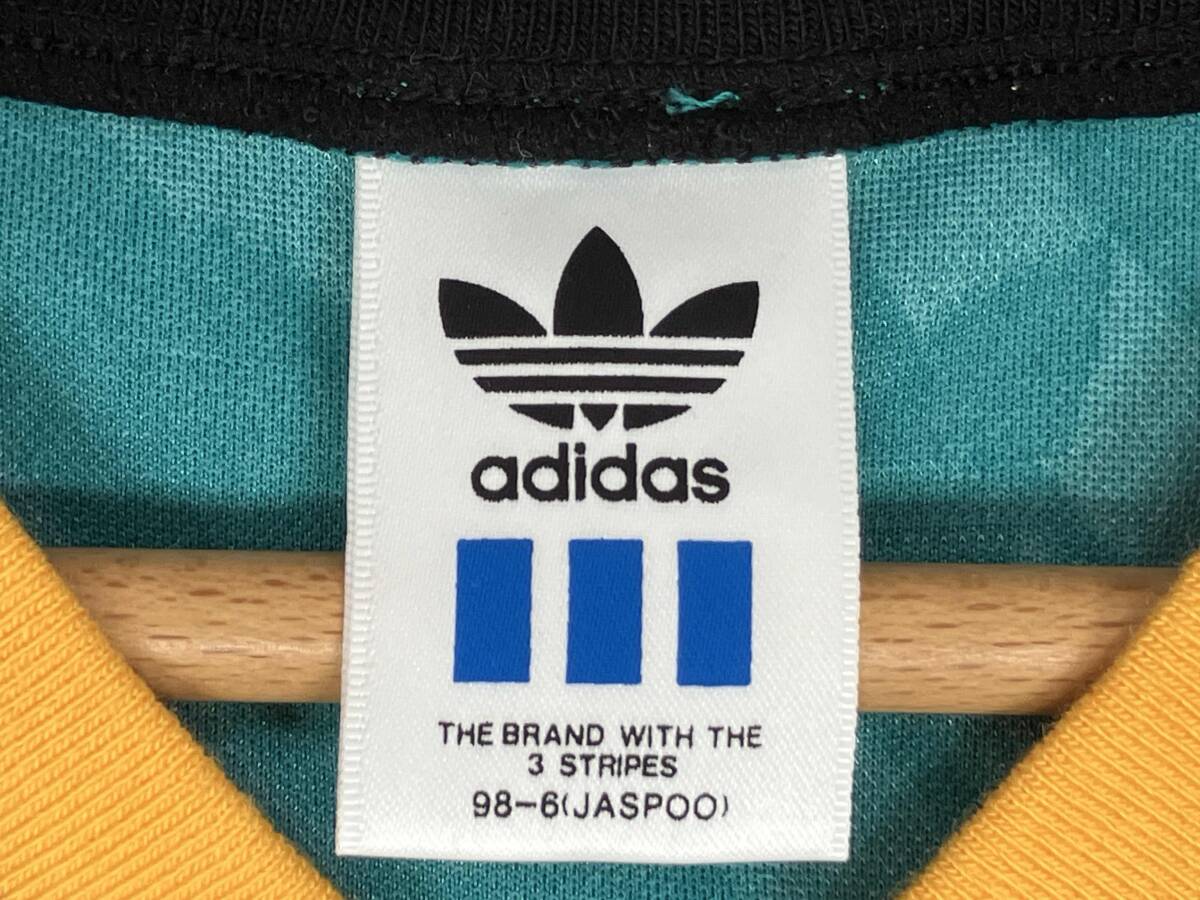 adidas
THE BRAND WITH THE
3 STRIPES
98-6(JASPOO)